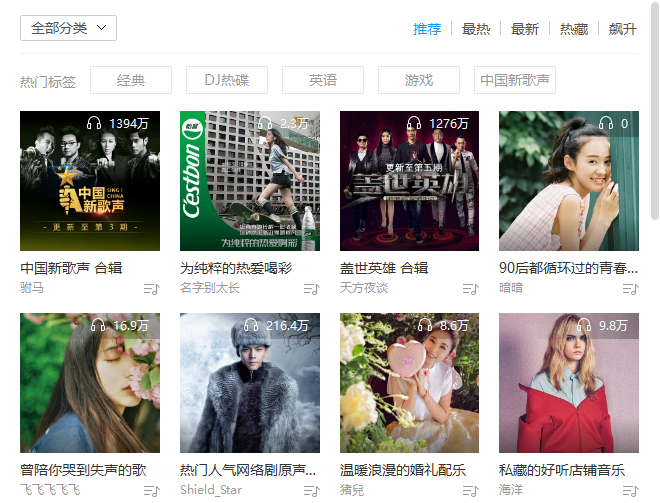 全部分类
推荐 最热 最新 热藏 飙升
热门标签 经典 DJ热碟 英语 游戏 中国新歌声
1394万 2.3万 1276万 0
中国新歌声 SING! CHINA
- 更新至第3期 -
怡宝 Cestbon
为纯粹的热爱喝彩
更新至第五期
盖世英雄
中国新歌声 合辑 为纯粹的热爱喝彩 盖世英雄 合辑 90后都循环过的青春...
驸马 名字别太长 天方夜谈 暗暗
16.9万 216.4万 8.6万 9.8万
曾陪你哭到失声的歌 热门人气网络剧原声... 温暖浪漫的婚礼配乐 私藏的好听店铺音乐
飞飞飞飞飞 Shield_Star 猪兒 海洋